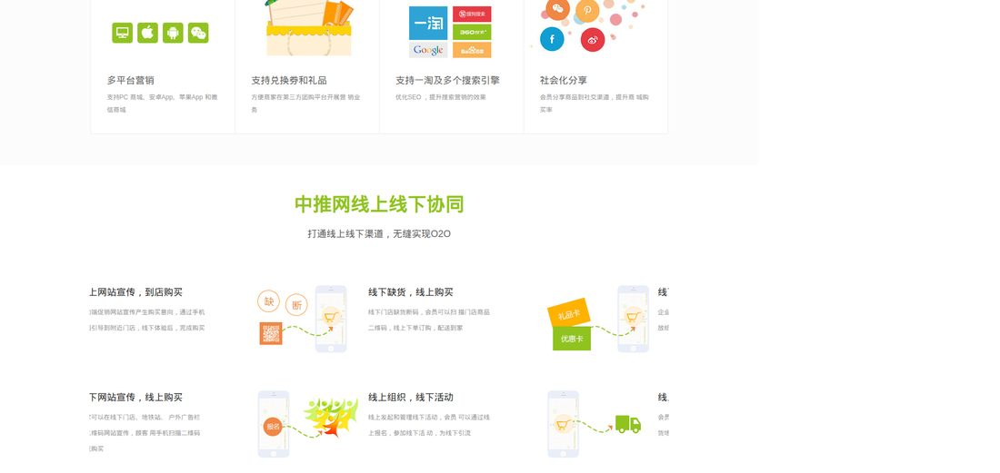 一淘
搜狗搜索
360搜索
Google
Baidu百度
多平台营销
支持PC 商城、安卓App、苹果App 和微
信商城
支持兑换券和礼品
方便商家在第三方团购平台开展营 销业
务
支持一淘及多个搜索引擎
优化SEO ，提升搜索营销的效果
社会化分享
会员分享商品到社交渠道，提升商 城购
买率
中推网线上线下协同
打通线上线下渠道，无缝实现O2O
上网站宣传，到店购买
端促销网站宣传产生购买意向，通过手机
引导到附近门店，线下体验后，完成购买
缺
断
线下缺货，线上购买
线下门店缺货断码，会员可以扫 描门店商品
二维码，线上下单订购，配送到家
礼品卡
优惠卡
企业
下网站宣传，线上购买
可以在线下门店、地铁站、 户外广告栏
维码网站宣传，顾客 用手机扫描二维码
购买
报名
线上组织，线下活动
线上发起和管理线下活动，会员 可以通过线
上报名，参加线下活 动，为线下引流
线
会员